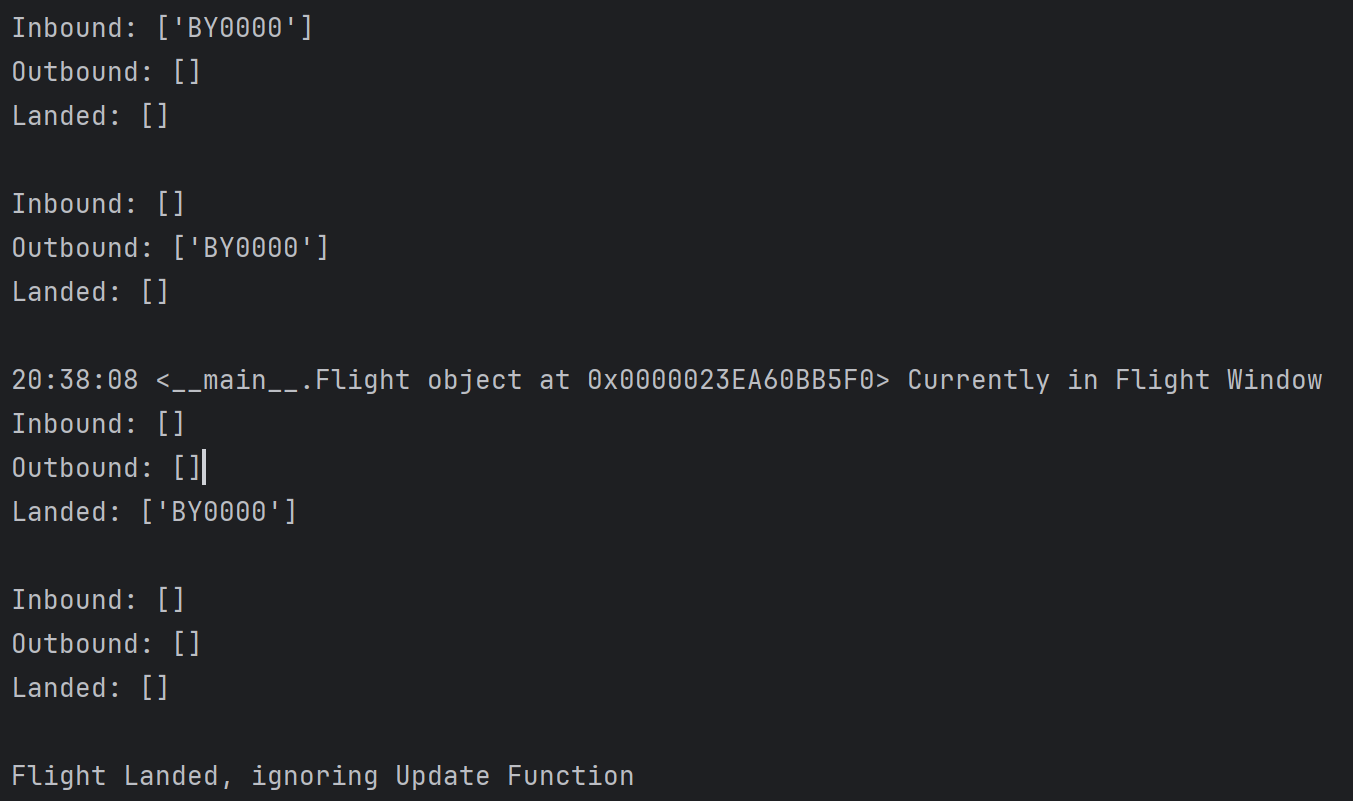 Inbound: ['BY0000']
Outbound: []
Landed: []
Inbound: []
Outbound: ['BY0000']
Landed: []
20:38:08 <__main__.Flight object at 0x0000023EA60BB5F0> Currently in Flight Window
Inbound: []
Outbound: []
Landed: ['BY0000']
Inbound: []
Outbound: []
Landed: []
Flight Landed, ignoring Update Function